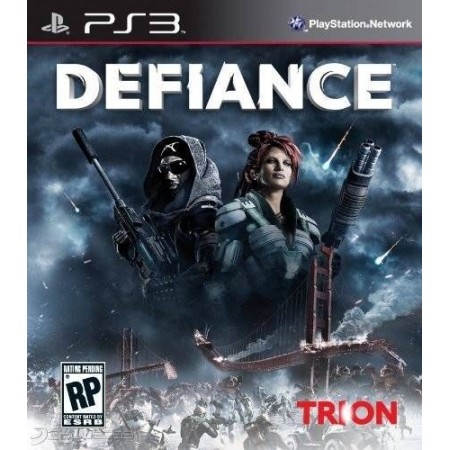 PS3
PlayStation®Network
DEFIANCE
RATING PENDING
RP
CONTENT RATED BY
ESRB
TRION